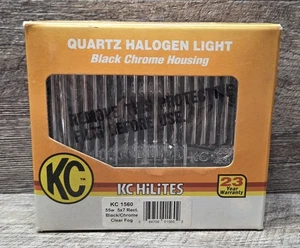 QUARTZ HALOGEN LIGHT
Black Chrome Housing
REMOVE THIS PROTECTIVE
FILM BEFORE USE.
KC
KC HiLiTES
23
Year
Warranty
KC 1560
55w 5x7 Rect.
Black/Chrome
Clear Fog